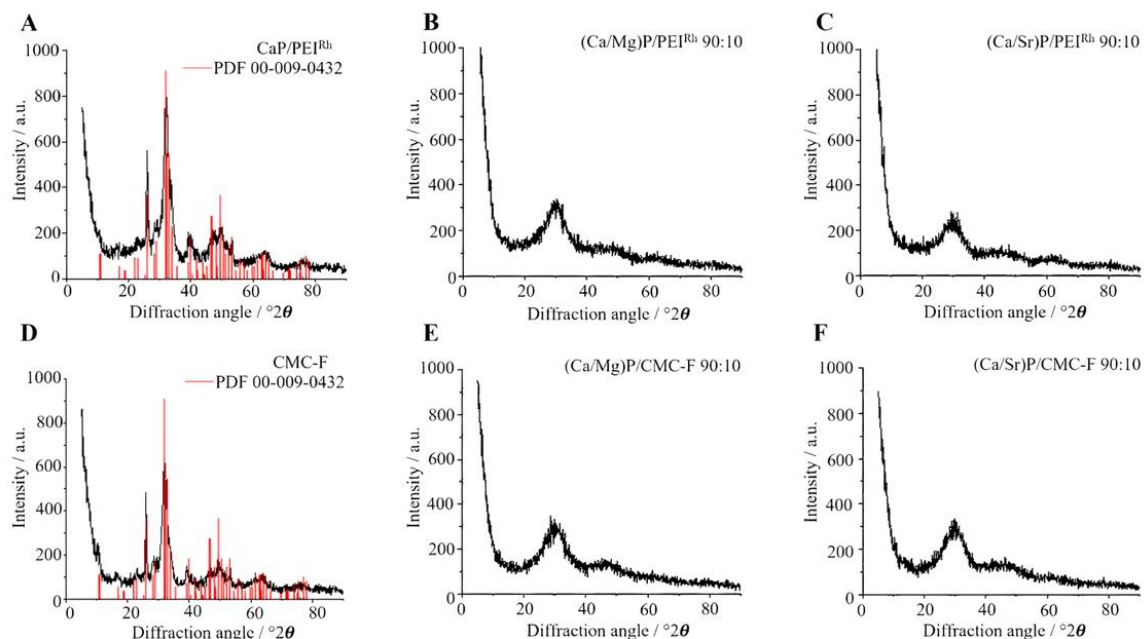 A
CaP/PEI^Rh
PDF 00-009-0432
1000
800
600
400
200
0
Intensity / a.u.
0 20 40 60 80
Diffraction angle / °2θ
B
(Ca/Mg)P/PEI^Rh 90:10
1000
800
600
400
200
0
Intensity / a.u.
0 20 40 60 80
Diffraction angle / °2θ
C
(Ca/Sr)P/PEI^Rh 90:10
1000
800
600
400
200
0
Intensity / a.u.
0 20 40 60 80
Diffraction angle / °2θ
D
CMC-F
PDF 00-009-0432
1000
800
600
400
200
0
Intensity / a.u.
0 20 40 60 80
Diffraction angle / °2θ
E
(Ca/Mg)P/CMC-F 90:10
1000
800
600
400
200
0
Intensity / a.u.
0 20 40 60 80
Diffraction angle / °2θ
F
(Ca/Sr)P/CMC-F 90:10
1000
800
600
400
200
0
Intensity / a.u.
0 20 40 60 80
Diffraction angle / °2θ